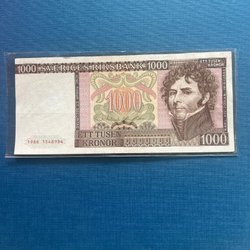 1000 SVERIGES RIKSBANK 1000
ETT TUSEN
KRONOR
1000
ETT TUSEN
KRONOR
1000